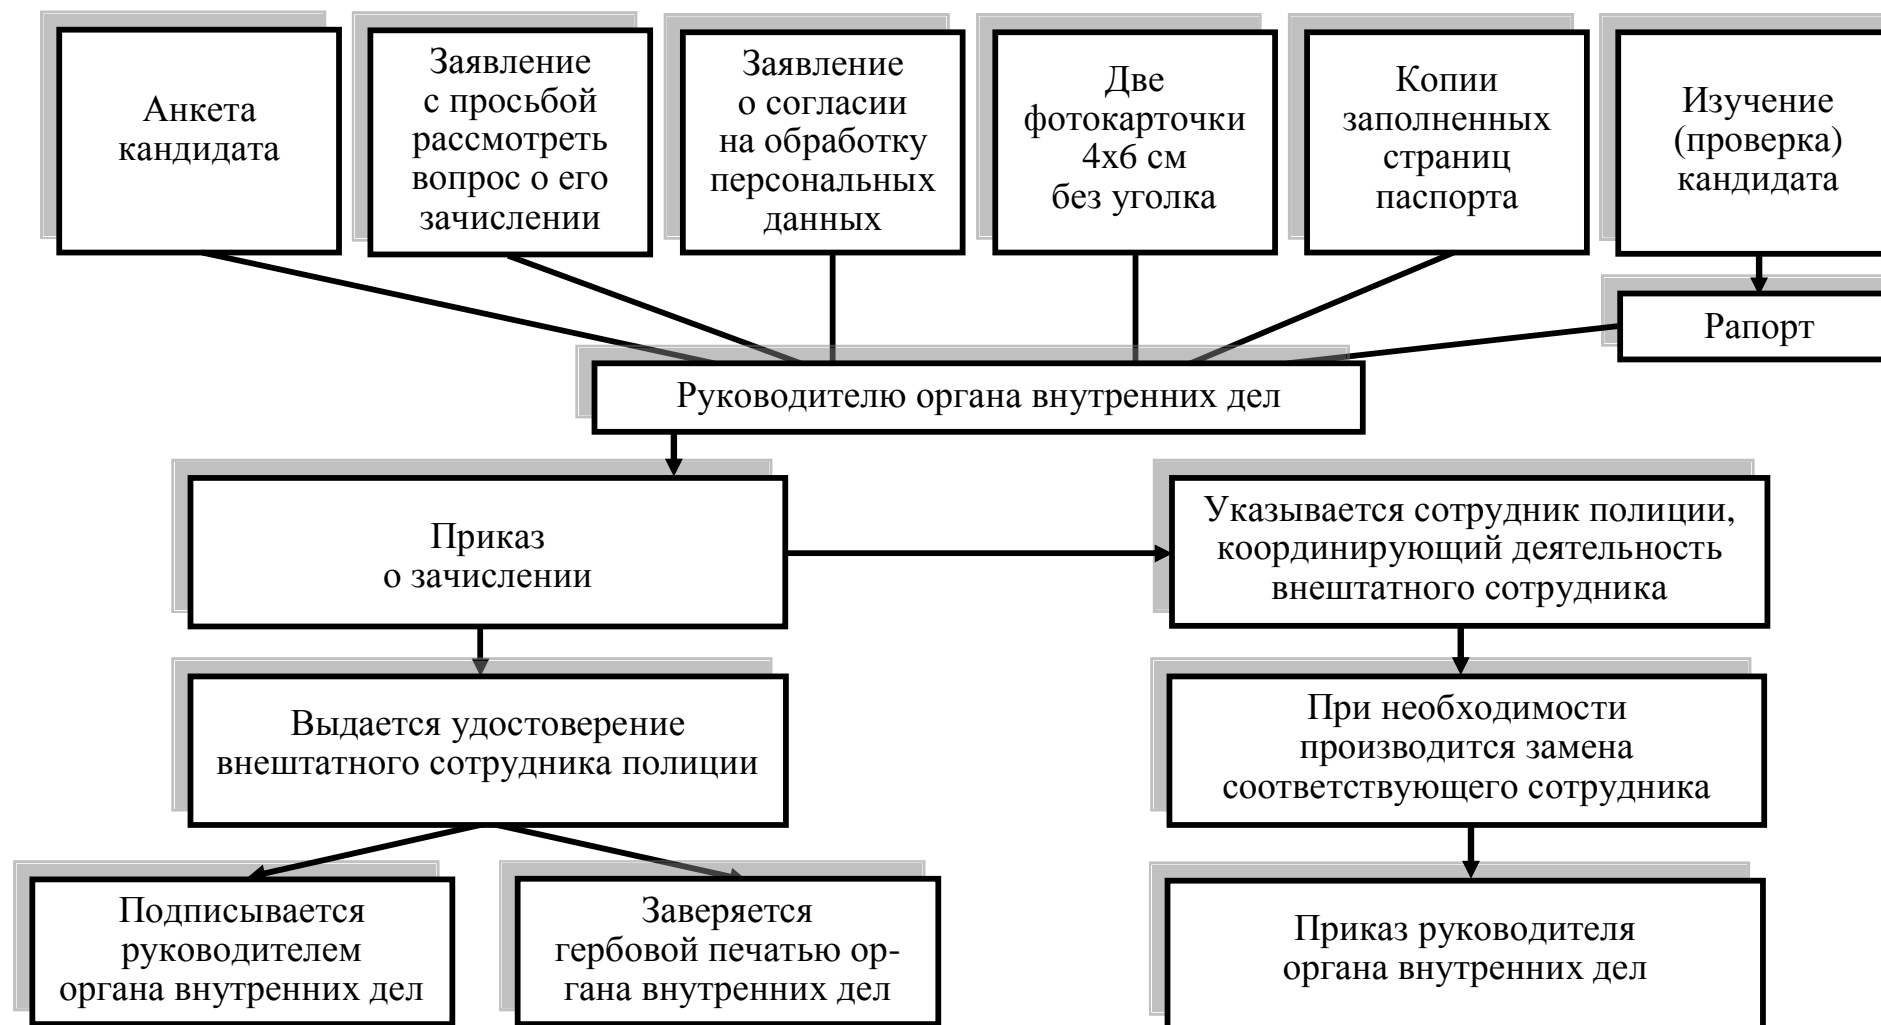 Анкета
кандидата
Заявление
с просьбой
рассмотреть
вопрос о его
зачислении
Заявление
о согласии
на обработку
персональных
данных
Две
фотокарточки
4х6 см
без уголка
Копии
заполненных
страниц
паспорта
Изучение
(проверка)
кандидата
Рапорт
Руководителю органа внутренних дел
Приказ
о зачислении
Указывается сотрудник полиции,
координирующий деятельность
внештатного сотрудника
Выдается удостоверение
внештатного сотрудника полиции
При необходимости
производится замена
соответствующего сотрудника
Подписывается
руководителем
органа внутренних дел
Заверяется
гербовой печатью ор-
гана внутренних дел
Приказ руководителя
органа внутренних дел